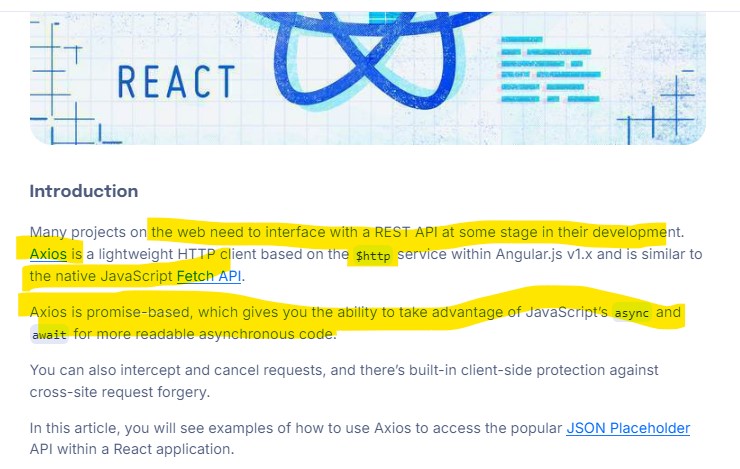 REACT
Introduction
Many projects on the web need to interface with a REST API at some stage in their development.
Axios is a lightweight HTTP client based on the $http service within Angular.js v1.x and is similar to
the native JavaScript Fetch API.
Axios is promise-based, which gives you the ability to take advantage of JavaScript’s async and
await for more readable asynchronous code.
You can also intercept and cancel requests, and there’s built-in client-side protection against
cross-site request forgery.
In this article, you will see examples of how to use Axios to access the popular JSON Placeholder
API within a React application.